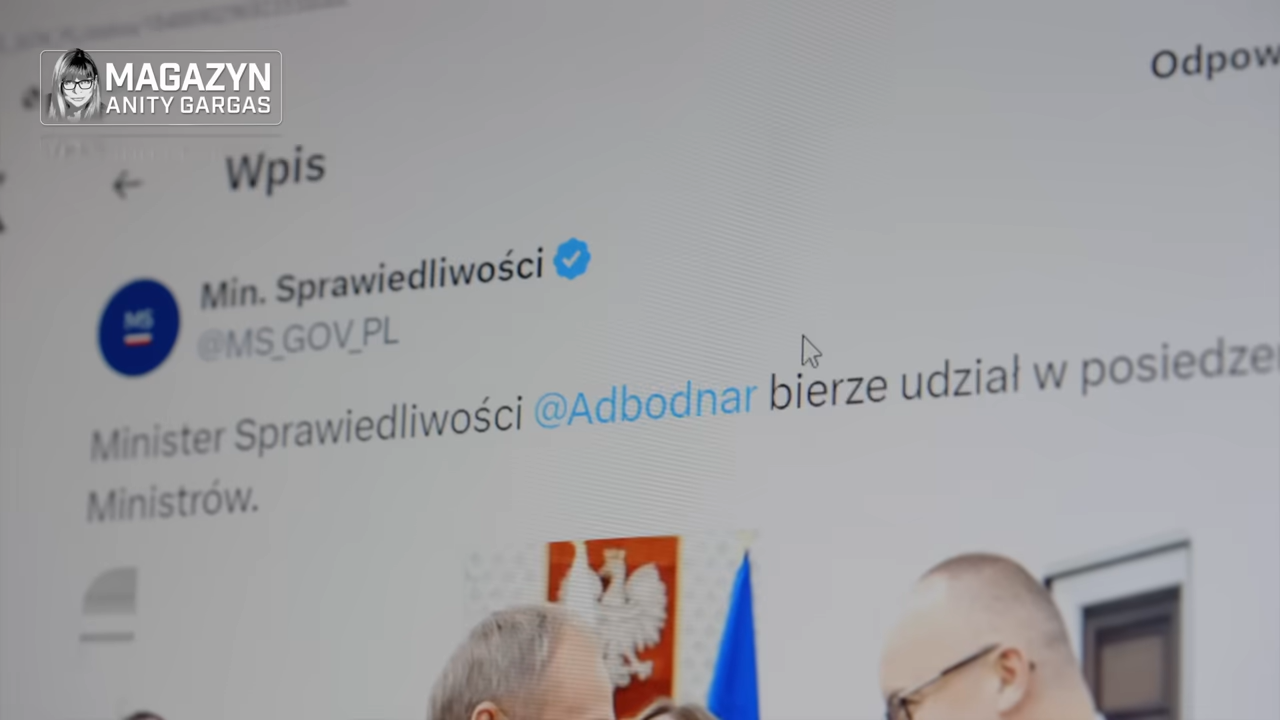 MAGAZYN
ANITY GARGAS
Odpow
Wpis
Min. Sprawiedliwości
@MS_GOV_PL
MS
Minister Sprawiedliwości @Adbodnar bierze udział w posiedzen
Ministrów.